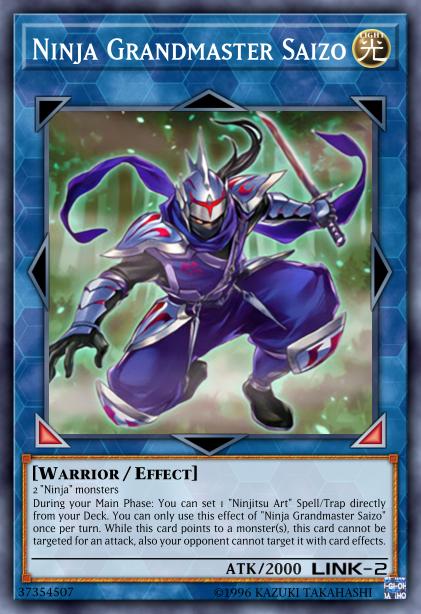 Ninja Grandmaster Saizo
LIGHT
光
[Warrior / Effect]
2 "Ninja" monsters
During your Main Phase: You can set 1 "Ninjitsu Art" Spell/Trap directly
from your Deck. You can only use this effect of "Ninja Grandmaster Saizo"
once per turn. While this card points to a monster(s), this card cannot be
targeted for an attack, also your opponent cannot target it with card effects.
ATK/2000 LINK-2
37354507
©1996 KAZUKI TAKAHASHI